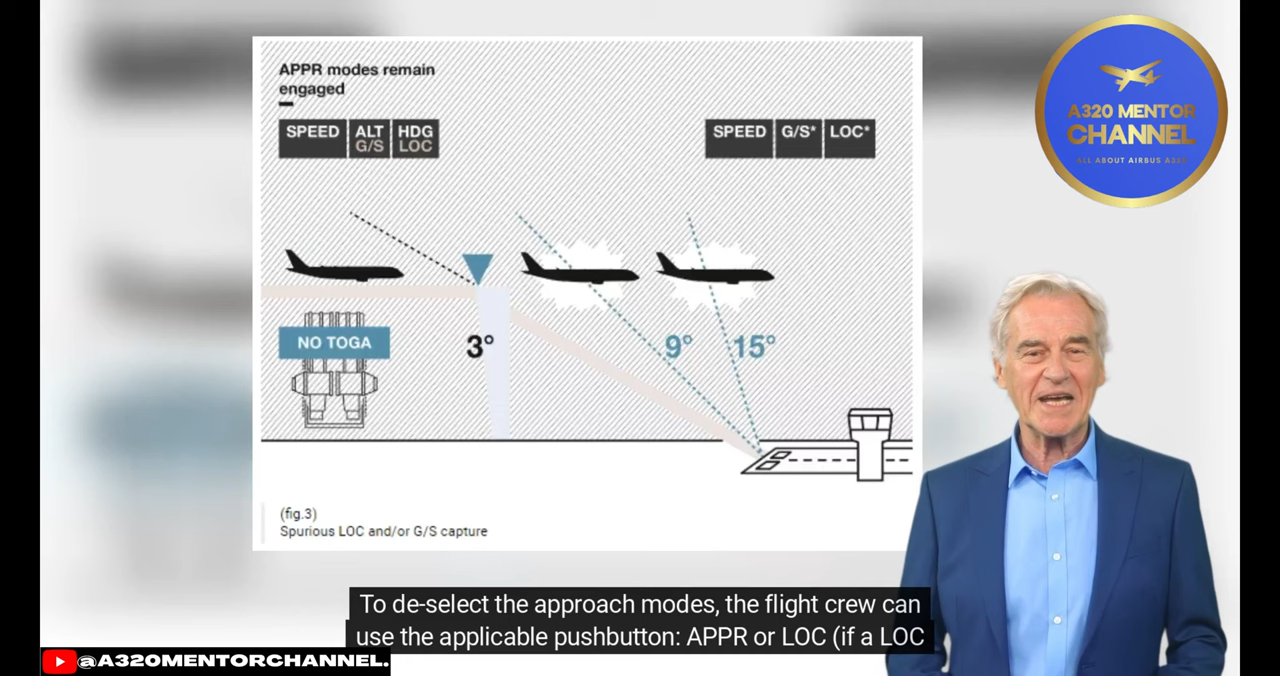 APPR modes remain
engaged
SPEED ALT HDG
G/S LOC
SPEED G/S* LOC*
A320 MENTOR
CHANNEL
ALL ABOUT AIRBUS A320
NO TOGA
3° 9° 15°
(fig.3)
Spurious LOC and/or G/S capture
To de-select the approach modes, the flight crew can
use the applicable pushbutton: APPR or LOC (if a LOC
@A320MENTORCHANNEL.